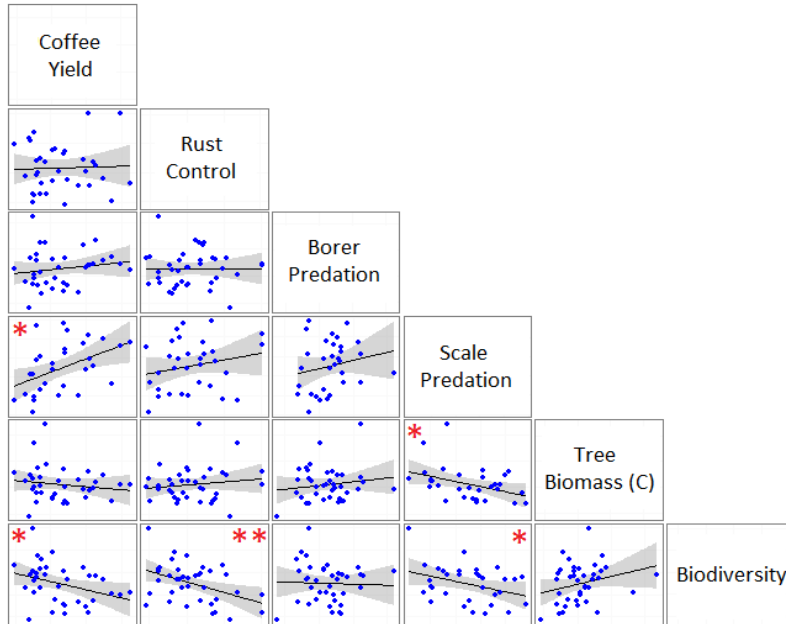 Coffee
Yield
Rust
Control
Borer
Predation
*
Scale
Predation
*
Tree
Biomass (C)
*
**
*
Biodiversity